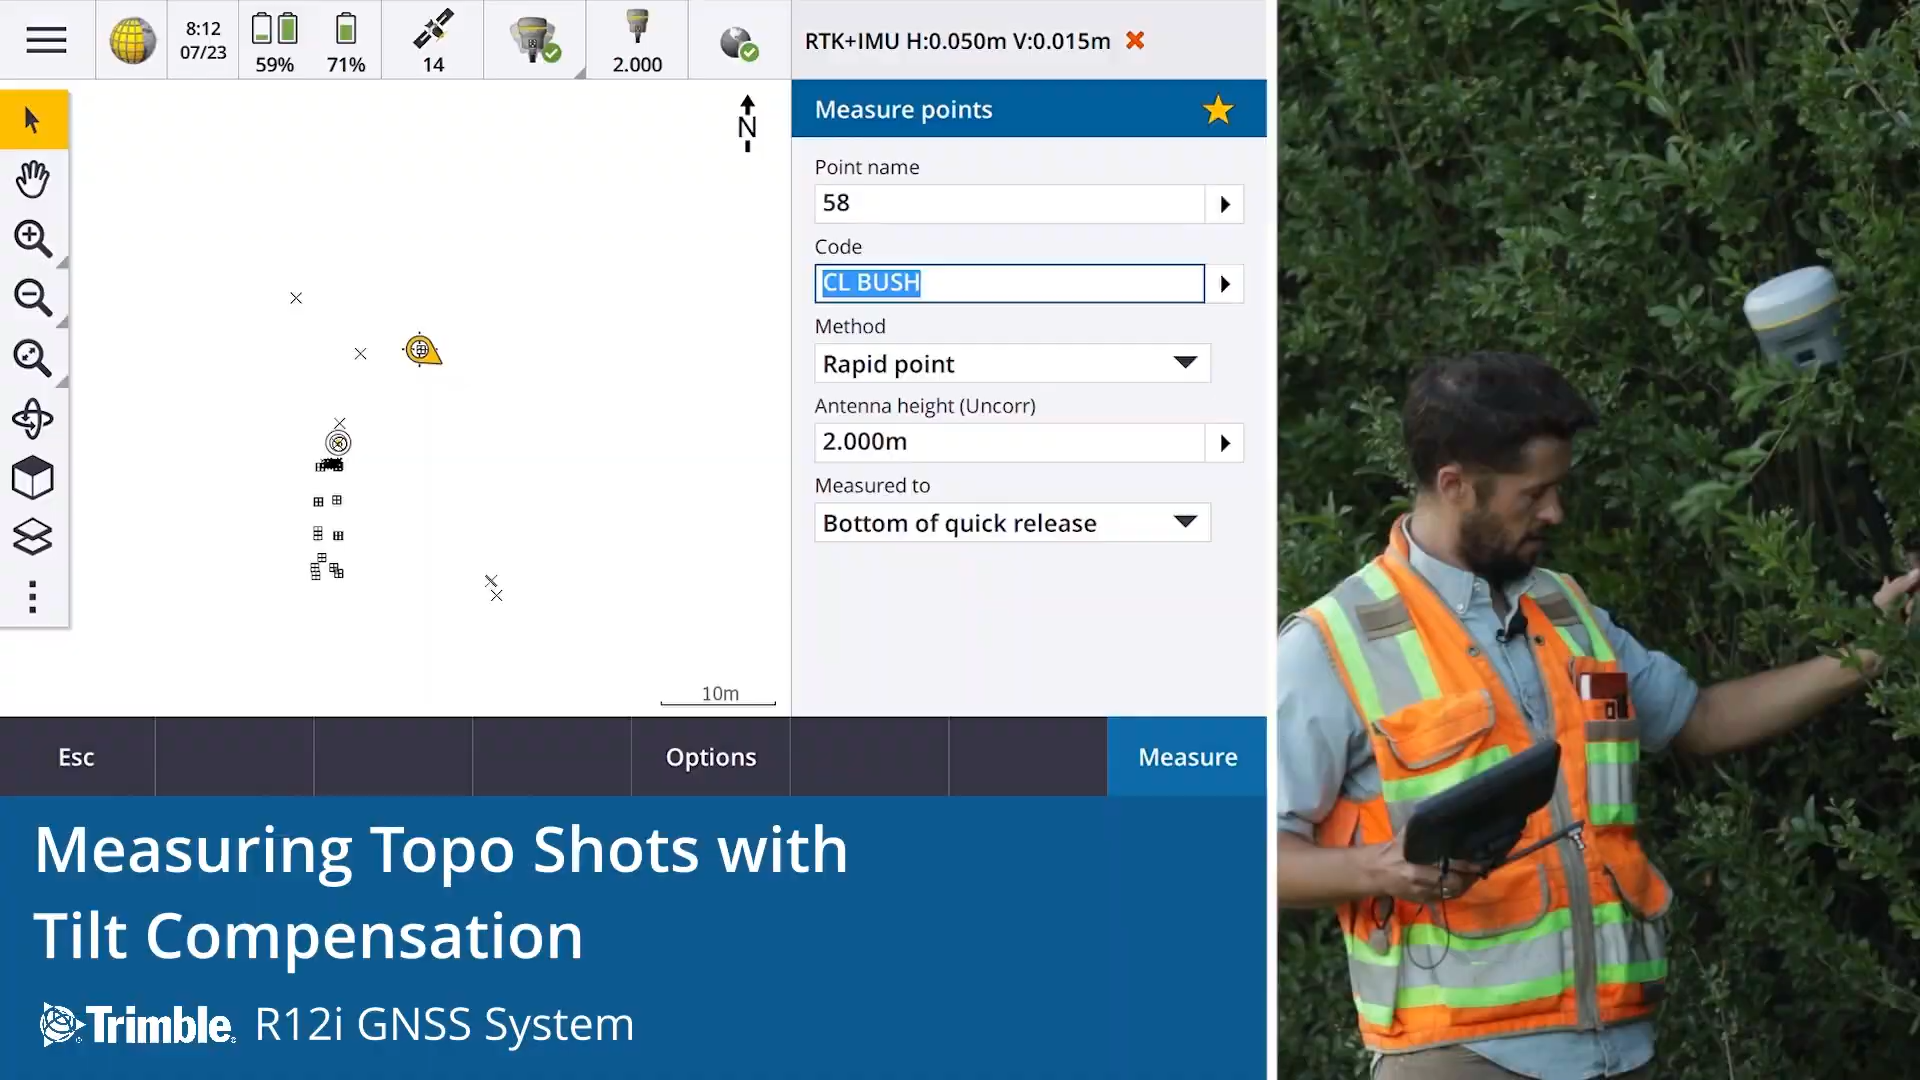 8:12
07/23
59%
71%
14
2.000
RTK+IMU H:0.050m V:0.015m
N
Measure points
Point name
58
Code
CL BUSH
Method
Rapid point
Antenna height (Uncorr)
2.000m
Measured to
Bottom of quick release
10m
Esc
Options
Measure
Measuring Topo Shots with
Tilt Compensation
Trimble. R12i GNSS System